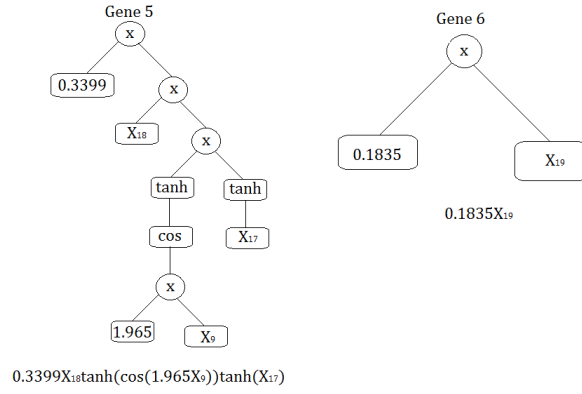 Gene 5
x
0.3399
x
X₁₈
x
tanh
tanh
cos
X₁₇
x
1.965
X₉
0.3399X₁₈tanh(cos(1.965X₉))tanh(X₁₇)
Gene 6
x
0.1835
X₁₉
0.1835X₁₉